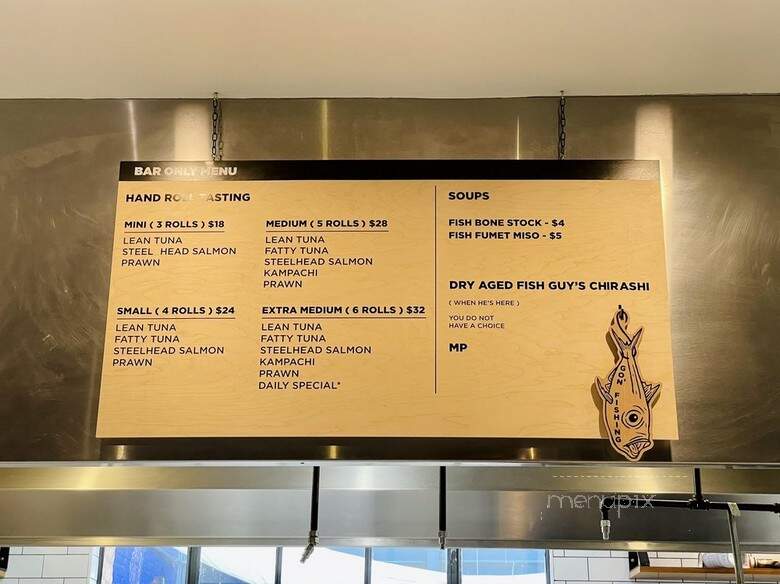 BAR ONLY MENU
HAND ROLL TASTING
MINI ( 3 ROLLS ) $18
LEAN TUNA
STEEL HEAD SALMON
PRAWN
SMALL ( 4 ROLLS ) $24
LEAN TUNA
FATTY TUNA
STEELHEAD SALMON
PRAWN
MEDIUM ( 5 ROLLS ) $28
LEAN TUNA
FATTY TUNA
STEELHEAD SALMON
KAMPACHI
PRAWN
EXTRA MEDIUM ( 6 ROLLS ) $32
LEAN TUNA
FATTY TUNA
STEELHEAD SALMON
KAMPACHI
PRAWN
DAILY SPECIAL*
SOUPS
FISH BONE STOCK - $4
FISH FUMET MISO - $5
DRY AGED FISH GUY'S CHIRASHI
( WHEN HE'S HERE )
YOU DO NOT
HAVE A CHOICE
MP
GON' FISHING
menupix